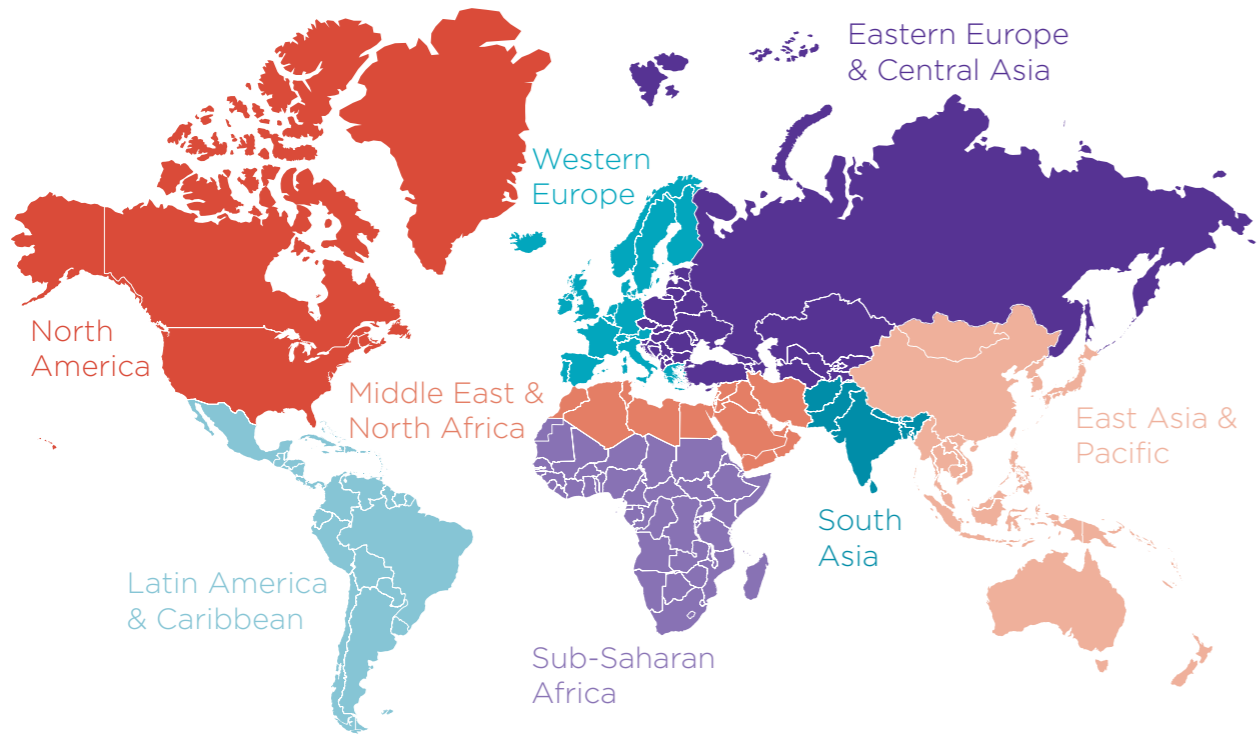 Eastern Europe
& Central Asia
Western
Europe
North
America
Middle East &
North Africa
East Asia &
Pacific
South
Asia
Latin America
& Caribbean
Sub-Saharan
Africa